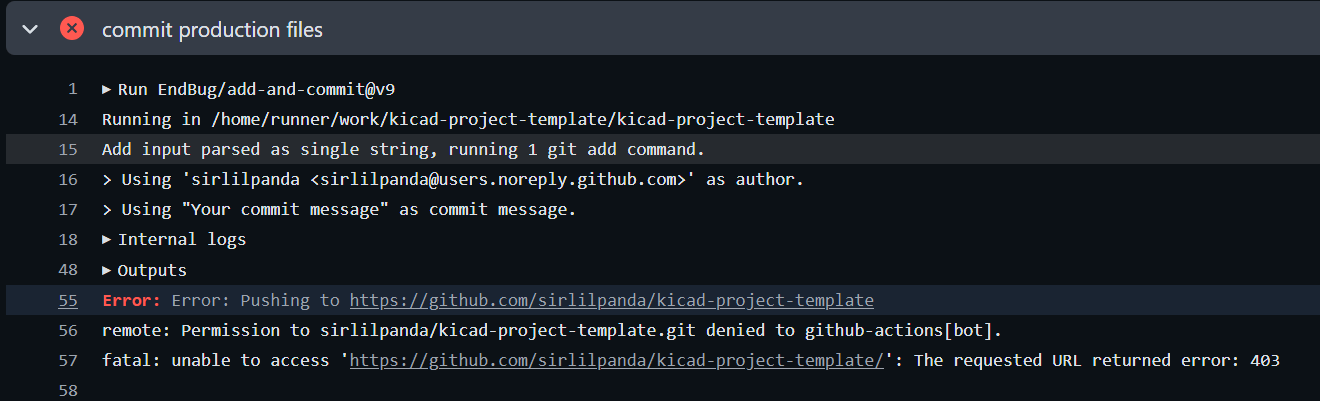 commit production files
1 ▶ Run EndBug/add-and-commit@v9
14 Running in /home/runner/work/kicad-project-template/kicad-project-template
15 Add input parsed as single string, running 1 git add command.
16 > Using 'sirlilpanda <sirlilpanda@users.noreply.github.com>' as author.
17 > Using "Your commit message" as commit message.
18 ▶ Internal logs
48 ▶ Outputs
55 Error: Error: Pushing to https://github.com/sirlilpanda/kicad-project-template
56 remote: Permission to sirlilpanda/kicad-project-template.git denied to github-actions[bot].
57 fatal: unable to access 'https://github.com/sirlilpanda/kicad-project-template/': The requested URL returned error: 403
58